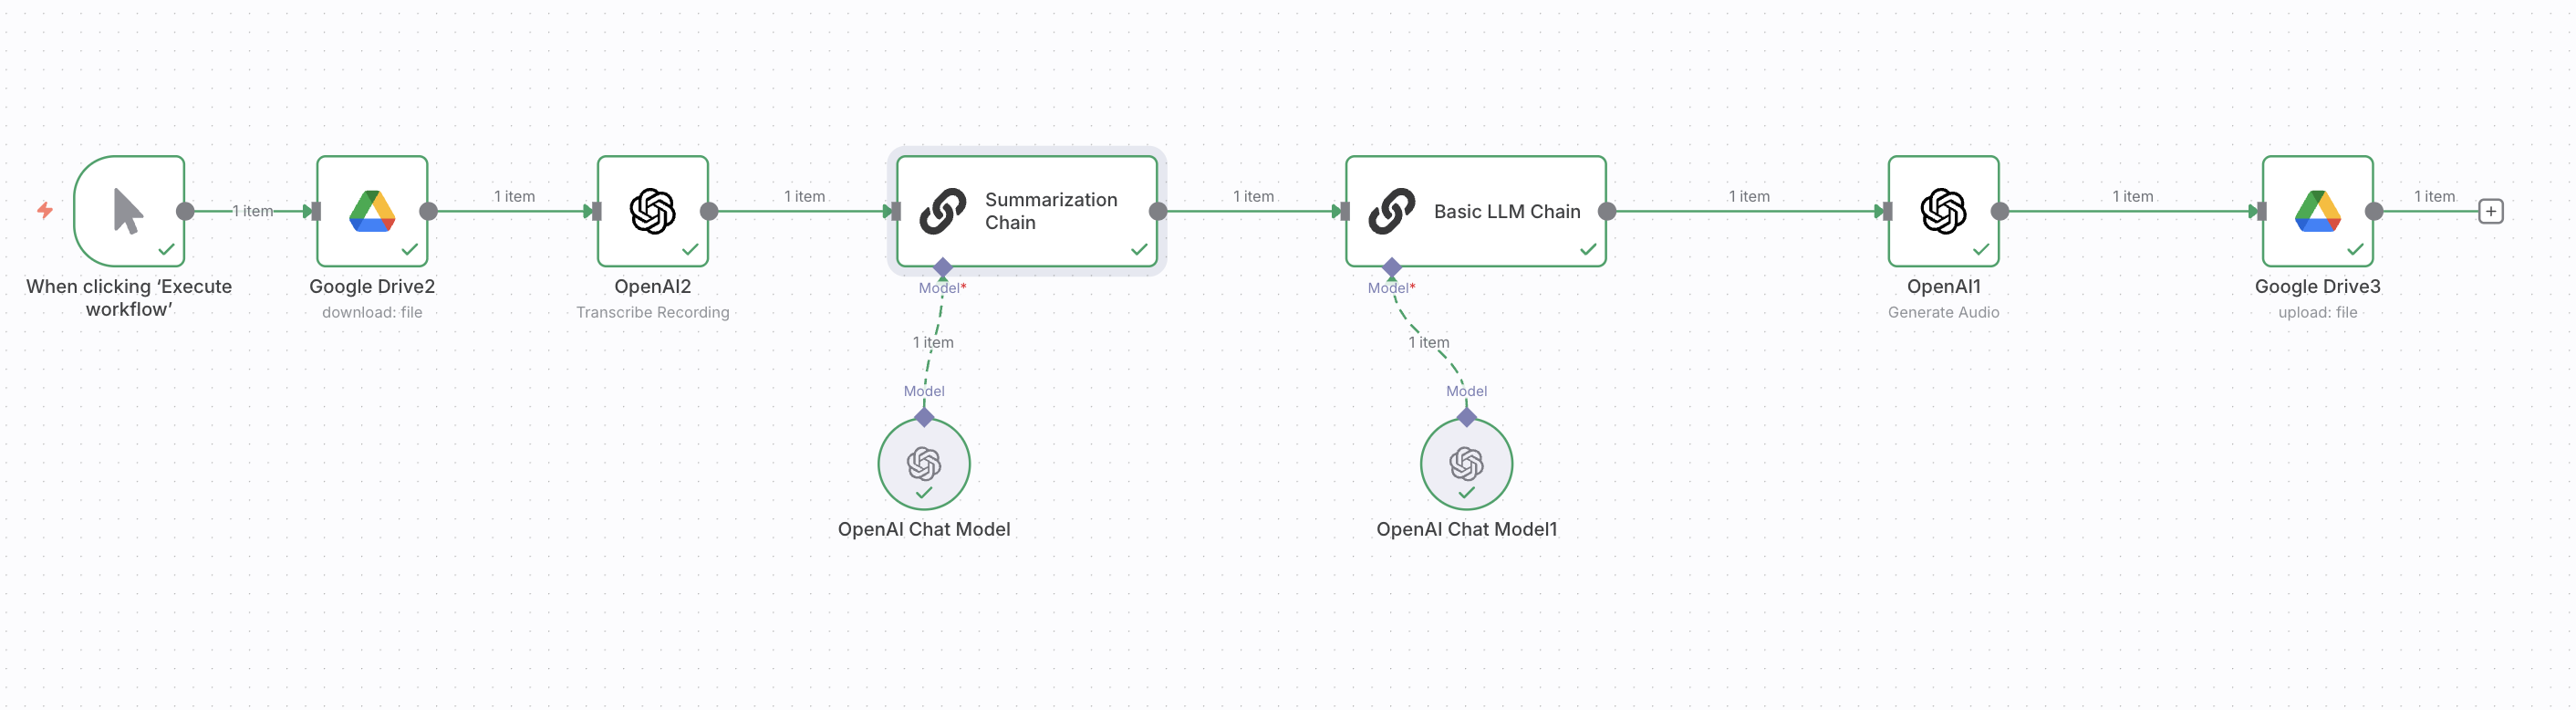 1 item
1 item
1 item
Summarization
Chain
1 item
Basic LLM Chain
1 item
1 item
1 item
When clicking ‘Execute
workflow’
Google Drive2
download: file
OpenAI2
Transcribe Recording
Model*
Model*
OpenAI1
Generate Audio
Google Drive3
upload: file
1 item
1 item
Model
Model
OpenAI Chat Model
OpenAI Chat Model1